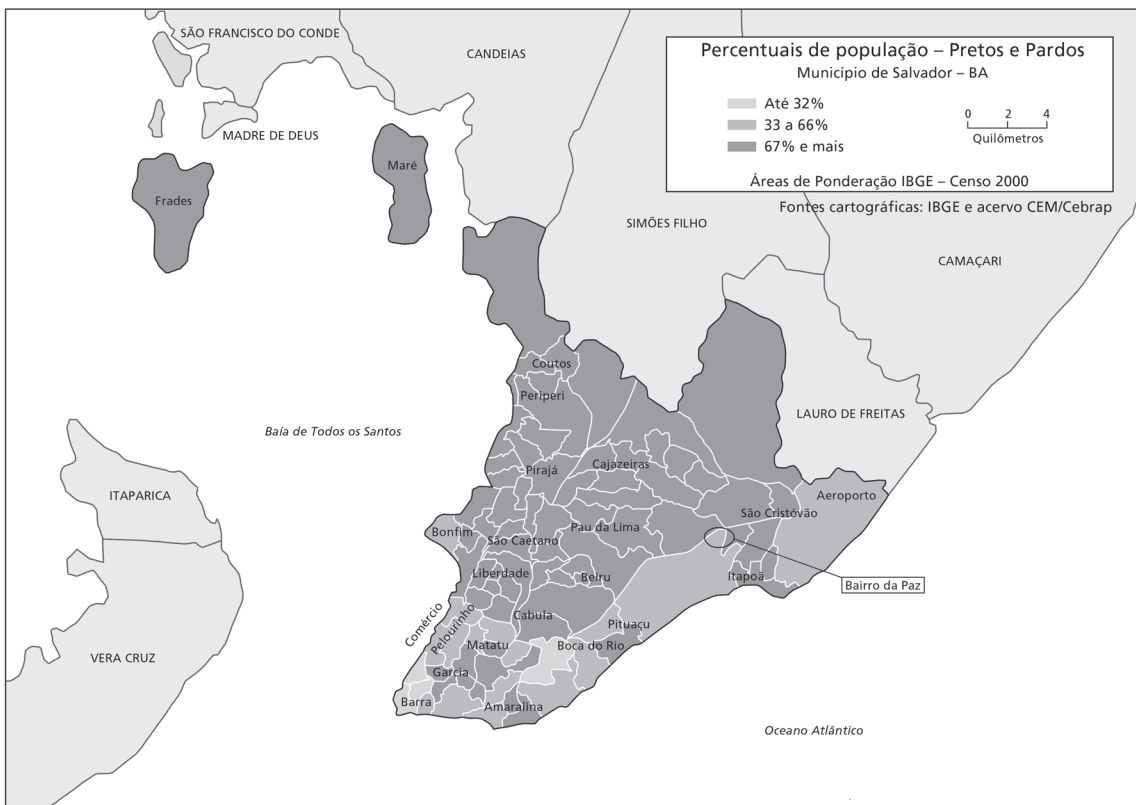 SÃO FRANCISCO DO CONDE
CANDEIAS
Percentuais de população – Pretos e Pardos
Município de Salvador – BA
Até 32%
33 a 66%
67% e mais
0 2 4
Quilômetros
Áreas de Ponderação IBGE – Censo 2000
Fontes cartográficas: IBGE e acervo CEM/Cebrap
MADRE DE DEUS
Maré
Frades
SIMÕES FILHO
CAMAÇARI
Coutos
Periperi
LAURO DE FREITAS
Baía de Todos os Santos
Pirajá
Cajazeiras
ITAPARICA
Aeroporto
São Cristóvão
Bonfim
São Caetano
Pau da Lima
Liberdade
Beiru
Itapoã
Bairro da Paz
Comércio
Pelourinho
Cabula
Pituaçu
Matatu
Boca do Rio
VERA CRUZ
Garcia
Barra
Amaralina
Oceano Atlântico